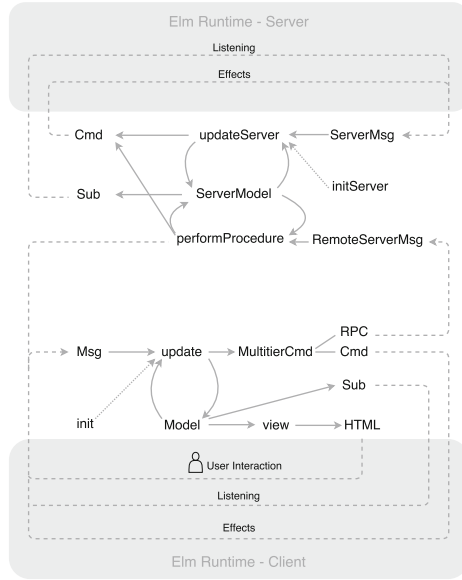 Elm Runtime - Server
Listening
Effects
Cmd updateServer ServerMsg
initServer
Sub ServerModel
performProcedure RemoteServerMsg
RPC
Msg update MultitierCmd Cmd
Sub
init Model view HTML
User Interaction
Listening
Effects
Elm Runtime - Client